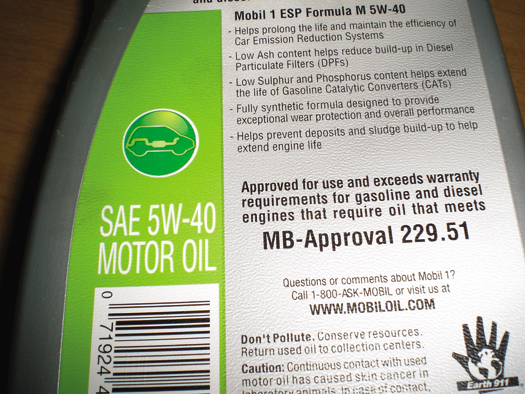 Mobil 1 ESP Formula M 5W-40
- Helps prolong the life and maintain the efficiency of
Car Emission Reduction Systems
- Low Ash content helps reduce build-up in Diesel
Particulate Filters (DPFs)
- Low Sulphur and Phosphorus content helps extend
the life of Gasoline Catalytic Converters (CATs)
- Fully synthetic formula designed to provide
exceptional wear protection and overall performance
- Helps prevent deposits and sludge build-up to help
extend engine life
SAE 5W-40
MOTOR OIL
Approved for use and exceeds warranty
requirements for gasoline and diesel
engines that require oil that meets
MB-Approval 229.51
Questions or comments about Mobil 1?
Call 1-800-ASK-MOBIL or visit us at
WWW.MOBILOIL.COM
Don't Pollute. Conserve resources.
Return used oil to collection centers.
Caution: Continuous contact with used
motor oil has caused skin cancer in
laboratory animals. In case of contact,
Earth 911
0 71924 4